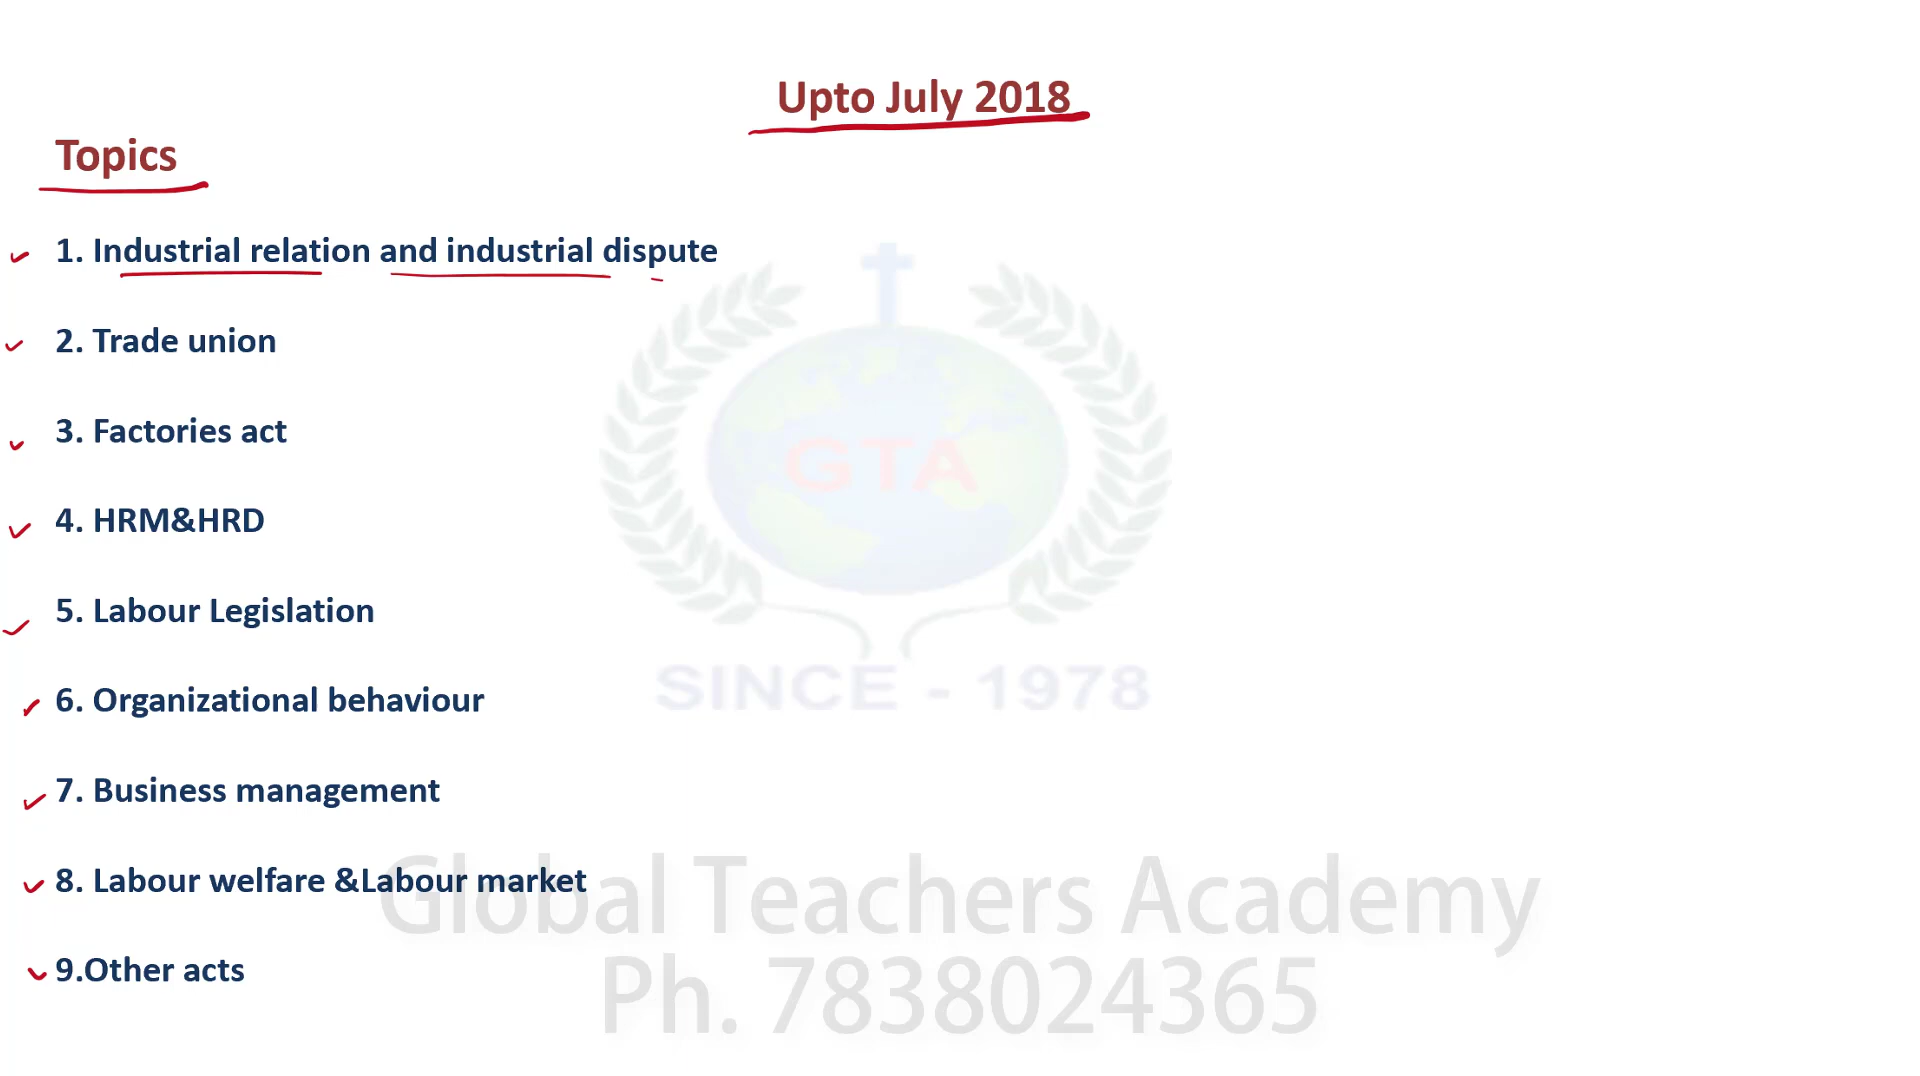 Upto July 2018
Topics
1. Industrial relation and industrial dispute
2. Trade union
3. Factories act
4. HRM&HRD
5. Labour Legislation
6. Organizational behaviour
7. Business management
8. Labour welfare &Labour market
9.Other acts
GTA
SINCE - 1978
Global Teachers Academy
Ph. 7838024365